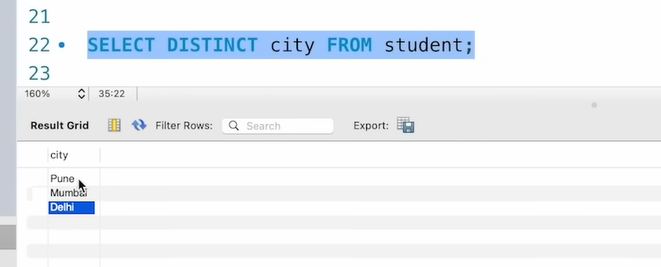 21
22 SELECT DISTINCT city FROM student;
23
160% 35:22
Result Grid Filter Rows: Search Export:
city
Pune
Mumbai
Delhi